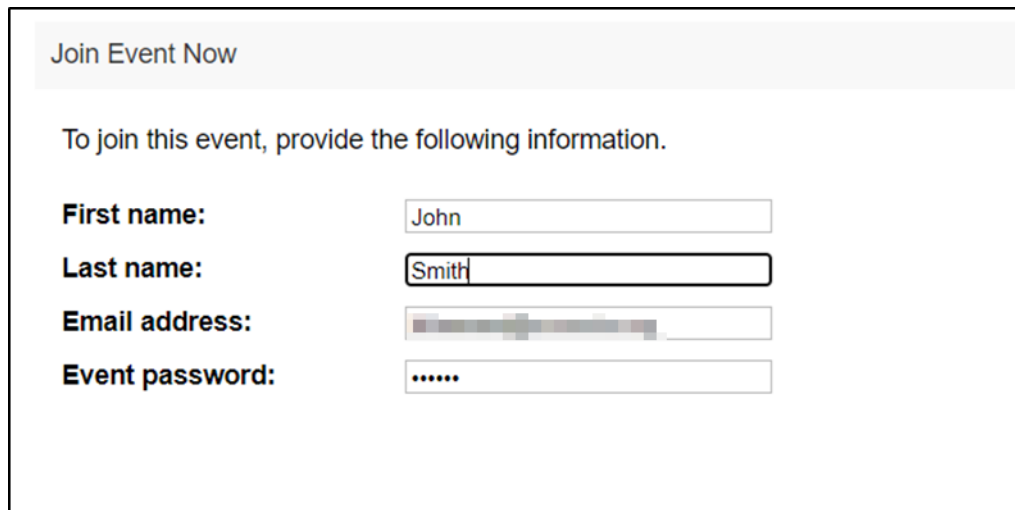 Join Event Now
To join this event, provide the following information.
First name: John
Last name: Smith
Email address:
Event password: ••••••